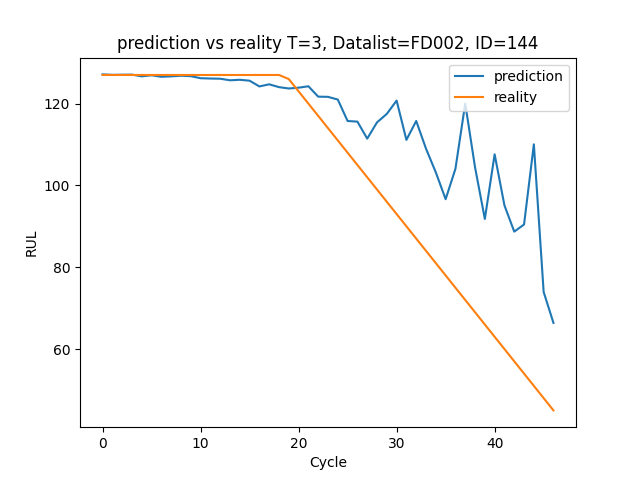 prediction vs reality T=3, Datalist=FD002, ID=144
prediction
reality
120
100
80
60
RUL
0 10 20 30 40
Cycle